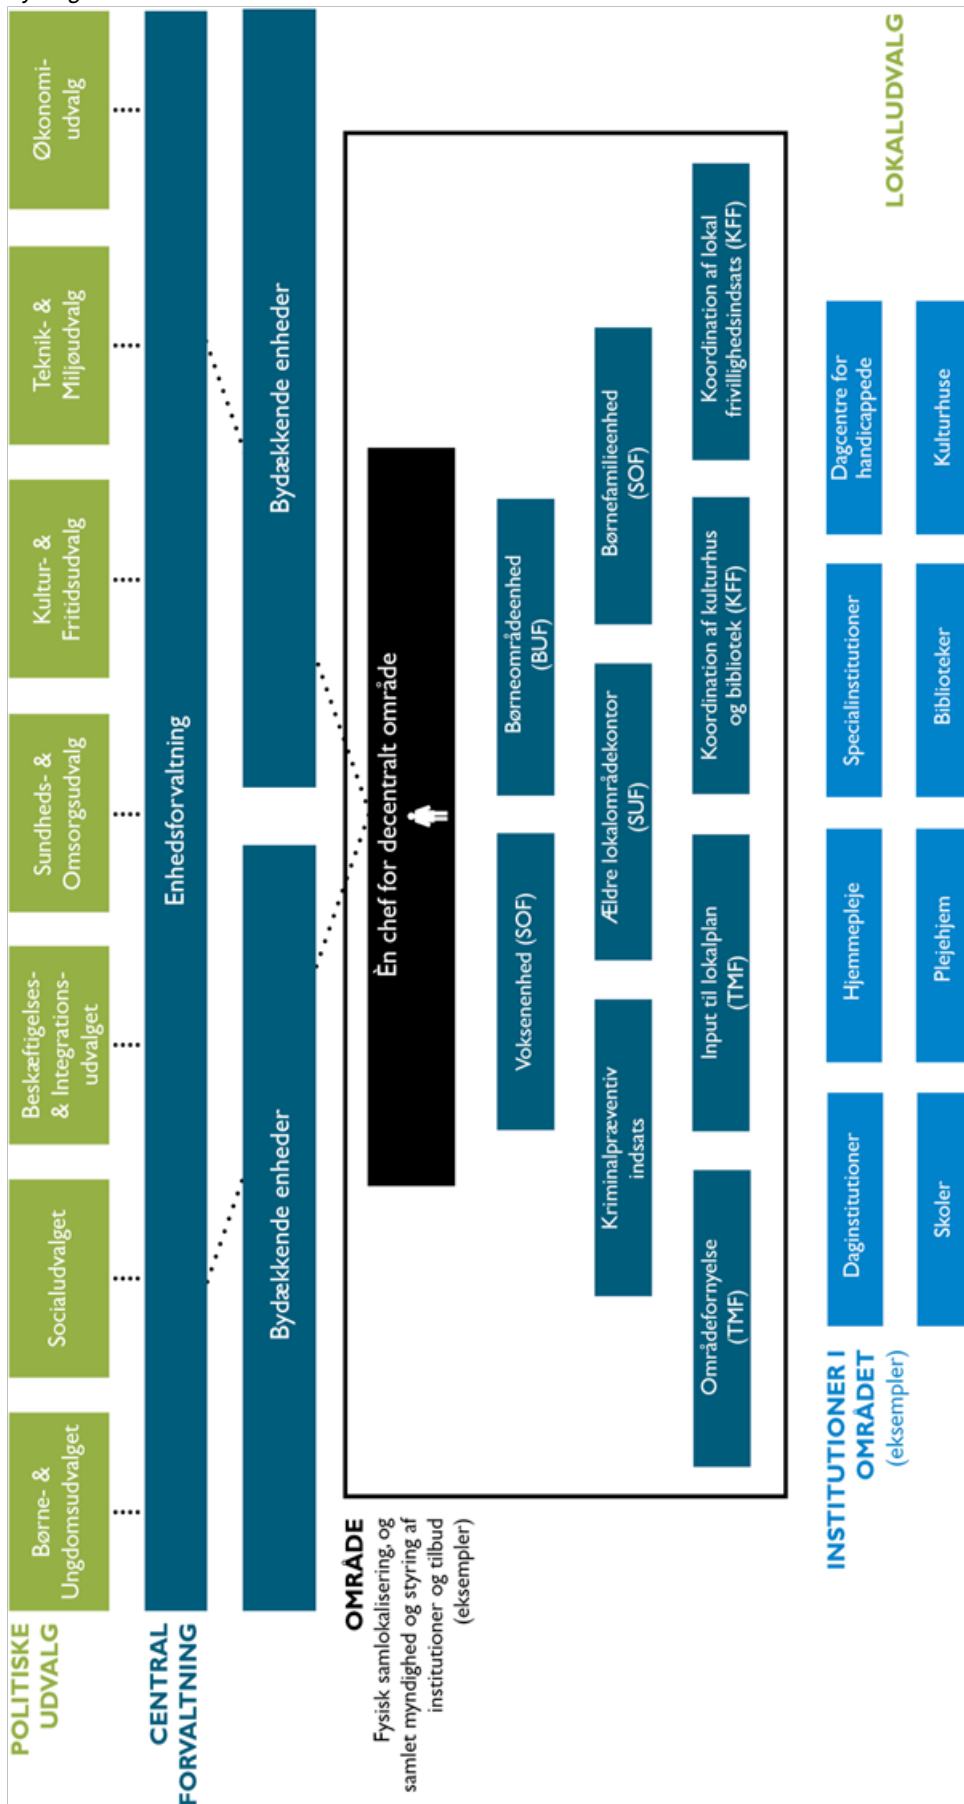 POLITISKE
UDVALG
Børne- &
Ungdomsudvalget
Socialudvalget
Beskæftigelses-
& Integrations-
udvalget
Sundheds- &
Omsorgsudvalg
Kultur- &
Fritidsudvalg
Teknik- &
Miljøudvalg
Økonomi-
udvalg
CENTRAL
FORVALTNING
Enhedsforvaltning
Bydækkende enheder
Bydækkende enheder
OMRÅDE
Fysisk samlokalisering, og
samlet myndighed og styring af
institutioner og tilbud
(eksempler)
Èn chef for decentralt område
Voksenenhed (SOF)
Børneområdeenhed
(BUF)
Kriminalpræventiv
indsats
Ældre lokalområdekontor
(SUF)
Børnefamilieenhed
(SOF)
Områdefornyelse
(TMF)
Input til lokalplan
(TMF)
Koordination af kulturhus
og bibliotek (KFF)
Koordination af lokal
frivillighedsindsats (KFF)
INSTITUTIONER I
OMRÅDET
(eksempler)
Daginstitutioner
Hjemmepleje
Specialinstitutioner
Dagcentre for
handicappede
Skoler
Plejehjem
Biblioteker
Kulturhuse
LOKALUDVALG